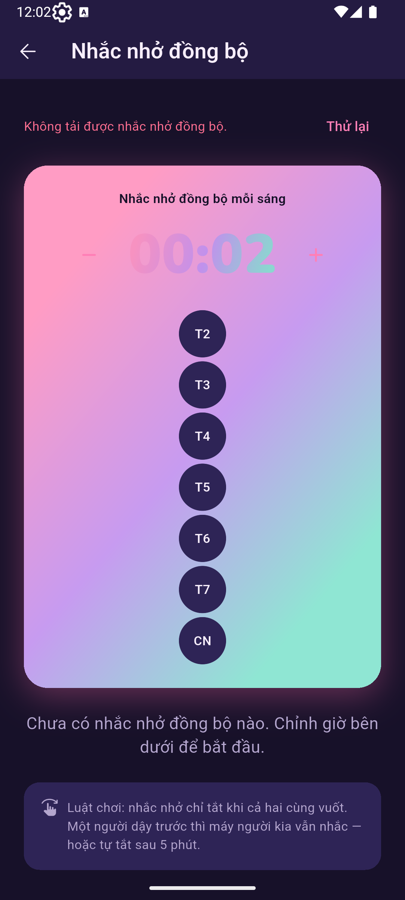 12:02
Nhắc nhở đồng bộ
Không tải được nhắc nhở đồng bộ.
Thử lại
Nhắc nhở đồng bộ mỗi sáng
− 00:02 +
T2
T3
T4
T5
T6
T7
CN
Chưa có nhắc nhở đồng bộ nào. Chỉnh giờ bên
dưới để bắt đầu.
Luật chơi: nhắc nhở chỉ tắt khi cả hai cùng vuốt.
Một người dậy trước thì máy người kia vẫn nhắc —
hoặc tự tắt sau 5 phút.